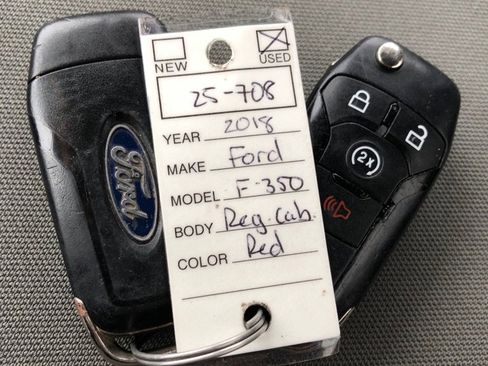 NEW USED
25-708
YEAR 2018
MAKE Ford
MODEL F-350
BODY Reg. Cab
COLOR Red
Ford
2X